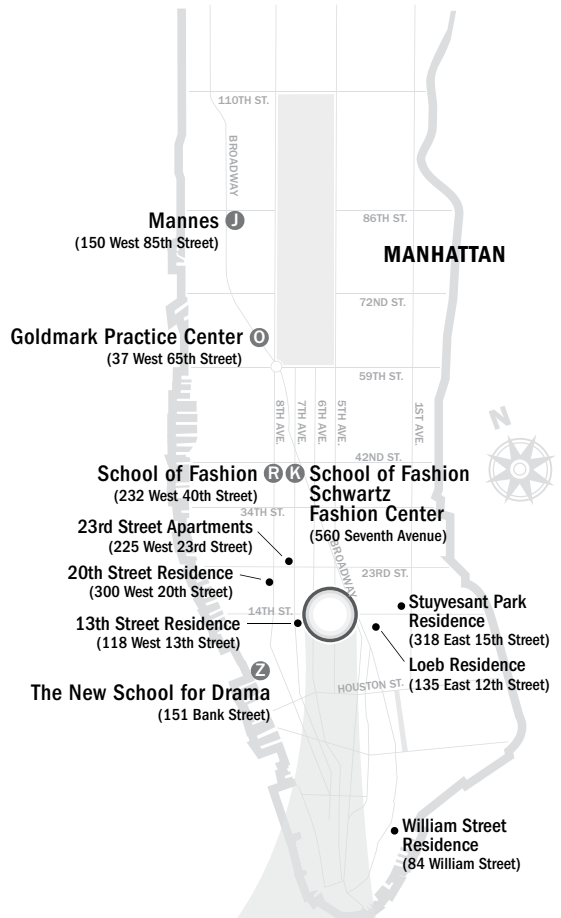 110TH ST.
BROADWAY
Mannes J
(150 West 85th Street)
86TH ST.
MANHATTAN
72ND ST.
Goldmark Practice Center O
(37 West 65th Street)
59TH ST.
8TH AVE.
7TH AVE.
6TH AVE.
5TH AVE.
1ST AVE.
N
42ND ST.
School of Fashion R
(232 West 40th Street)
K School of Fashion
Schwartz
Fashion Center
(560 Seventh Avenue)
34TH ST.
23rd Street Apartments
(225 West 23rd Street)
BROADWAY
23RD ST.
20th Street Residence
(300 West 20th Street)
14TH ST.
13th Street Residence
(118 West 13th Street)
Stuyvesant Park
Residence
(318 East 15th Street)
Loeb Residence
(135 East 12th Street)
Z
The New School for Drama
(151 Bank Street)
HOUSTON ST.
William Street
Residence
(84 William Street)